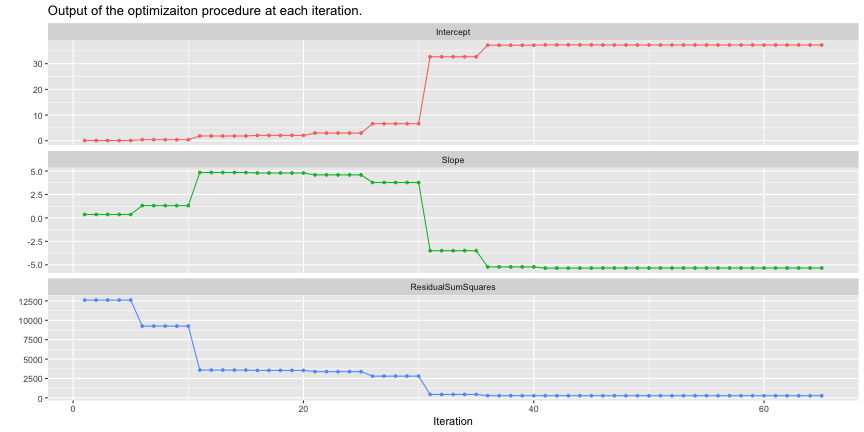 Output of the optimizaiton procedure at each iteration.
Intercept
30
20
10
0
Slope
5.0
2.5
0.0
-2.5
-5.0
ResidualSumSquares
12500
10000
7500
5000
2500
0
0 20 40 60
Iteration